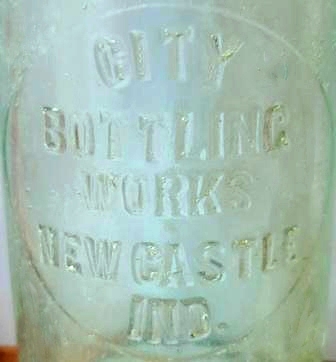 CITY
BOTTLING
WORKS
NEW CASTLE
IND.